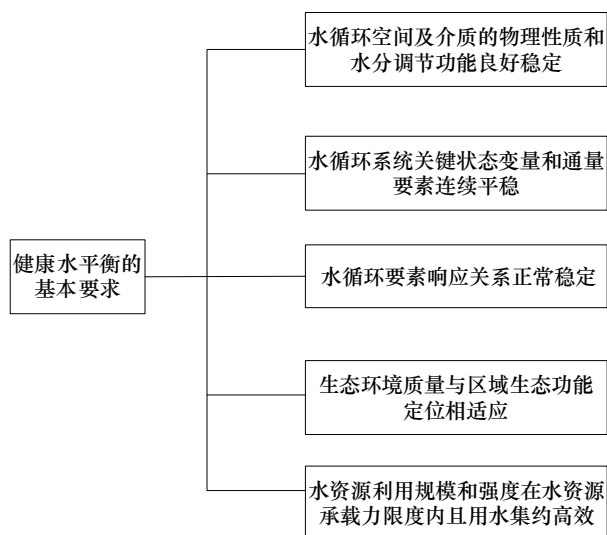 水循环空间及介质的物理性质和
水分调节功能良好稳定
水循环系统关键状态变量和通量
要素连续平稳
健康水平衡的
基本要求
水循环要素响应关系正常稳定
生态环境质量与区域生态功能
定位相适应
水资源利用规模和强度在水资源
承载力限度内且用水集约高效